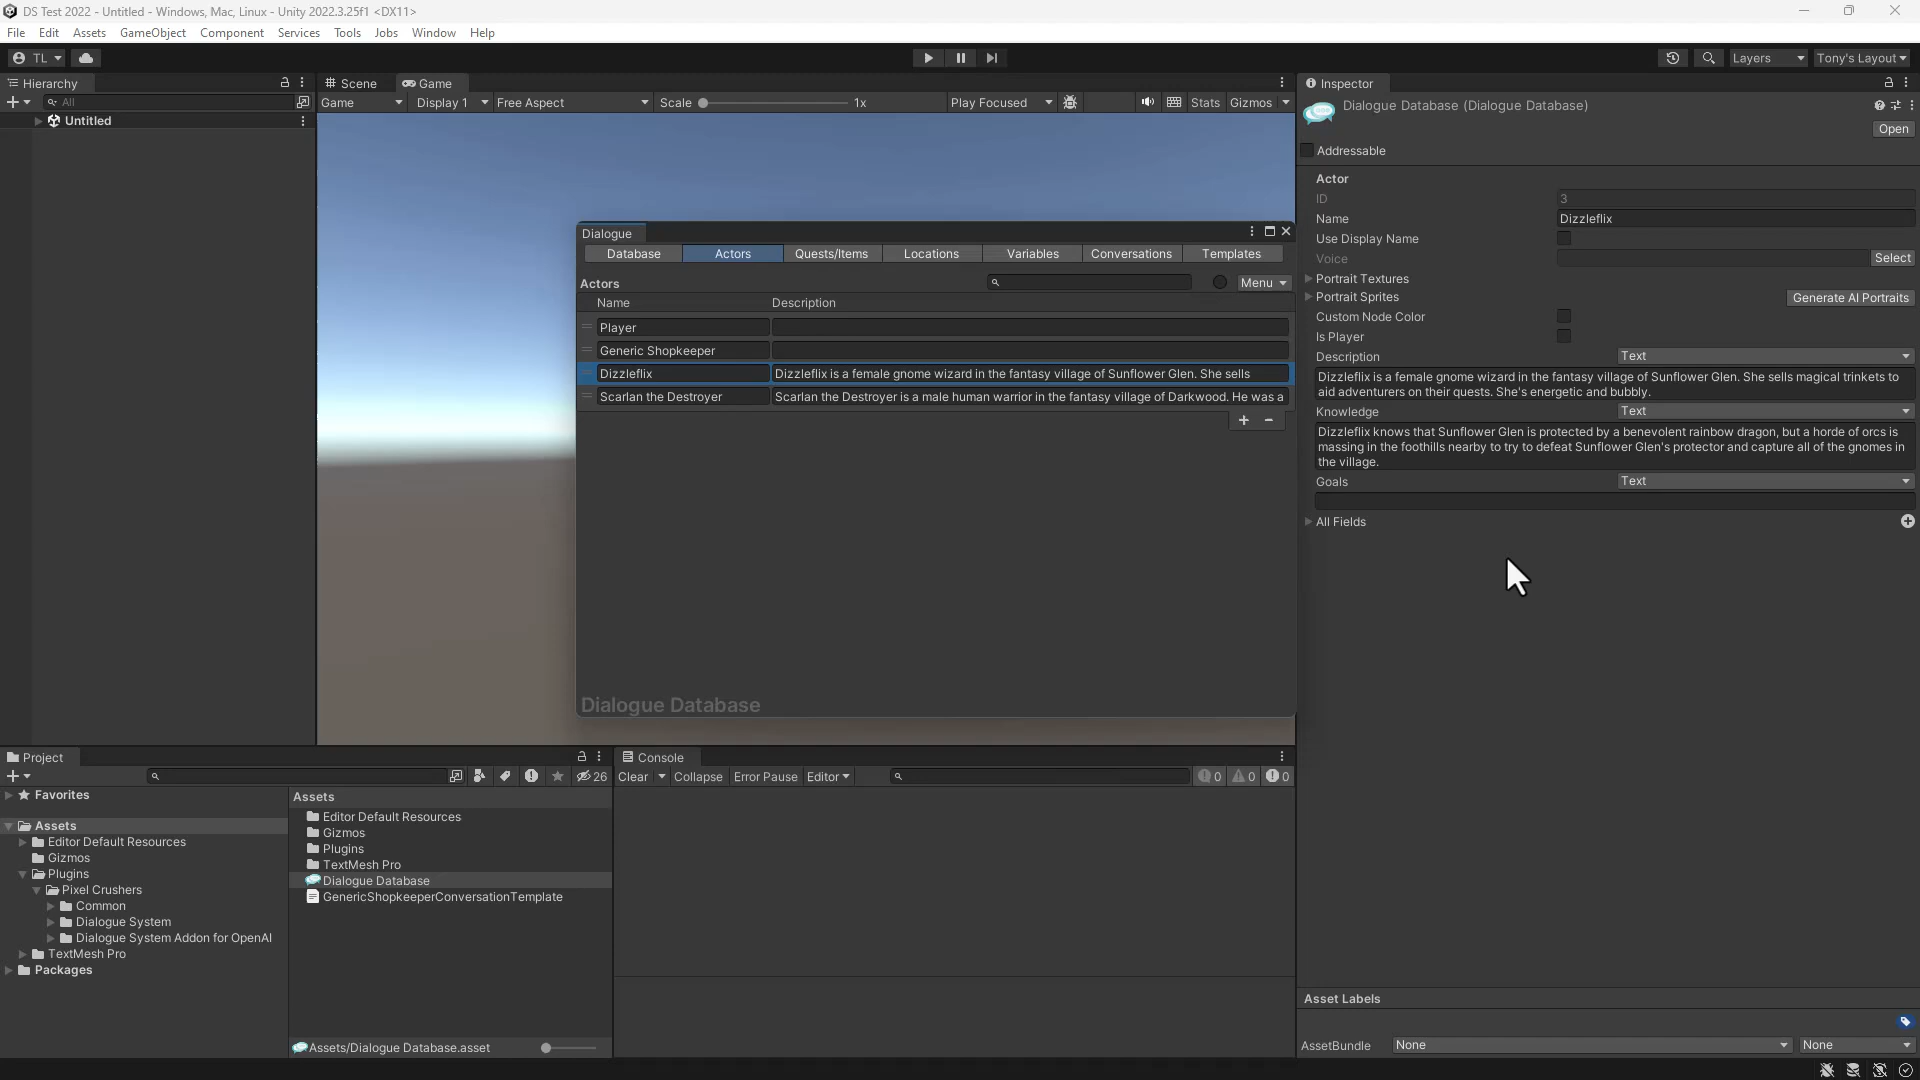 DS Test 2022 - Untitled - Windows, Mac, Linux - Unity 2022.3.25f1 <DX11>
File Edit Assets GameObject Component Services Tools Jobs Window Help
TL Layers Tony's Layout
Hierarchy
All
Untitled
Scene Game
Game Display 1 Free Aspect Scale 1x Play Focused Stats Gizmos
Dialogue
Database Actors Quests/Items Locations Variables Conversations Templates
Actors Menu
Name Description
Player
Generic Shopkeeper
Dizzleflix Dizzleflix is a female gnome wizard in the fantasy village of Sunflower Glen. She sells
Scarlan the Destroyer Scarlan the Destroyer is a male human warrior in the fantasy village of Darkwood. He was a
+ −
Dialogue Database
Inspector
Dialogue Database (Dialogue Database)
Open
Addressable
Actor
ID 3
Name Dizzleflix
Use Display Name
Voice Select
Portrait Textures
Portrait Sprites Generate AI Portraits
Custom Node Color
Is Player
Description Text
Dizzleflix is a female gnome wizard in the fantasy village of Sunflower Glen. She sells magical trinkets to
aid adventurers on their quests. She's energetic and bubbly.
Knowledge Text
Dizzleflix knows that Sunflower Glen is protected by a benevolent rainbow dragon, but a horde of orcs is
massing in the foothills nearby to try to defeat Sunflower Glen's protector and capture all of the gnomes in
the village.
Goals Text
All Fields
Asset Labels
AssetBundle None None
Project
26
Favorites
Assets
Editor Default Resources
Gizmos
Plugins
Pixel Crushers
Common
Dialogue System
Dialogue System Addon for OpenAI
TextMesh Pro
Packages
Assets
Editor Default Resources
Gizmos
Plugins
TextMesh Pro
Dialogue Database
GenericShopkeeperConversationTemplate
Assets/Dialogue Database.asset
Console
Clear Collapse Error Pause Editor 0 0 0